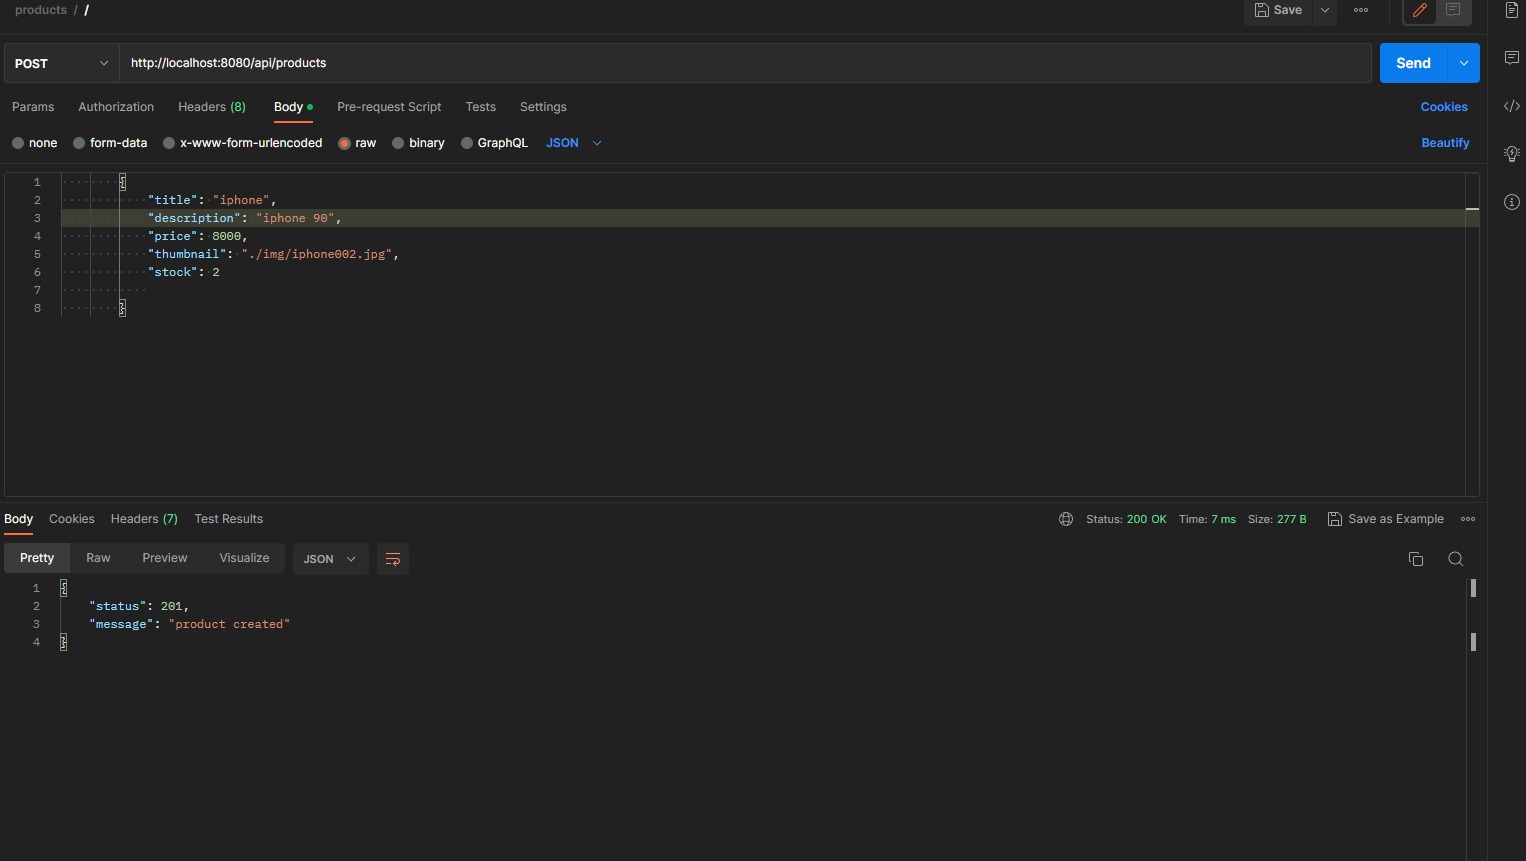 products / /
Save
POST
http://localhost:8080/api/products
Send
Params Authorization Headers (8) Body Pre-request Script Tests Settings Cookies
none form-data x-www-form-urlencoded raw binary GraphQL JSON Beautify
1 {
2 "title": "iphone",
3 "description": "iphone 90",
4 "price": 8000,
5 "thumbnail": "./img/iphone002.jpg",
6 "stock": 2
7
8 }
Body Cookies Headers (7) Test Results Status: 200 OK Time: 7 ms Size: 277 B Save as Example
Pretty Raw Preview Visualize JSON
1 {
2 "status": 201,
3 "message": "product created"
4 }